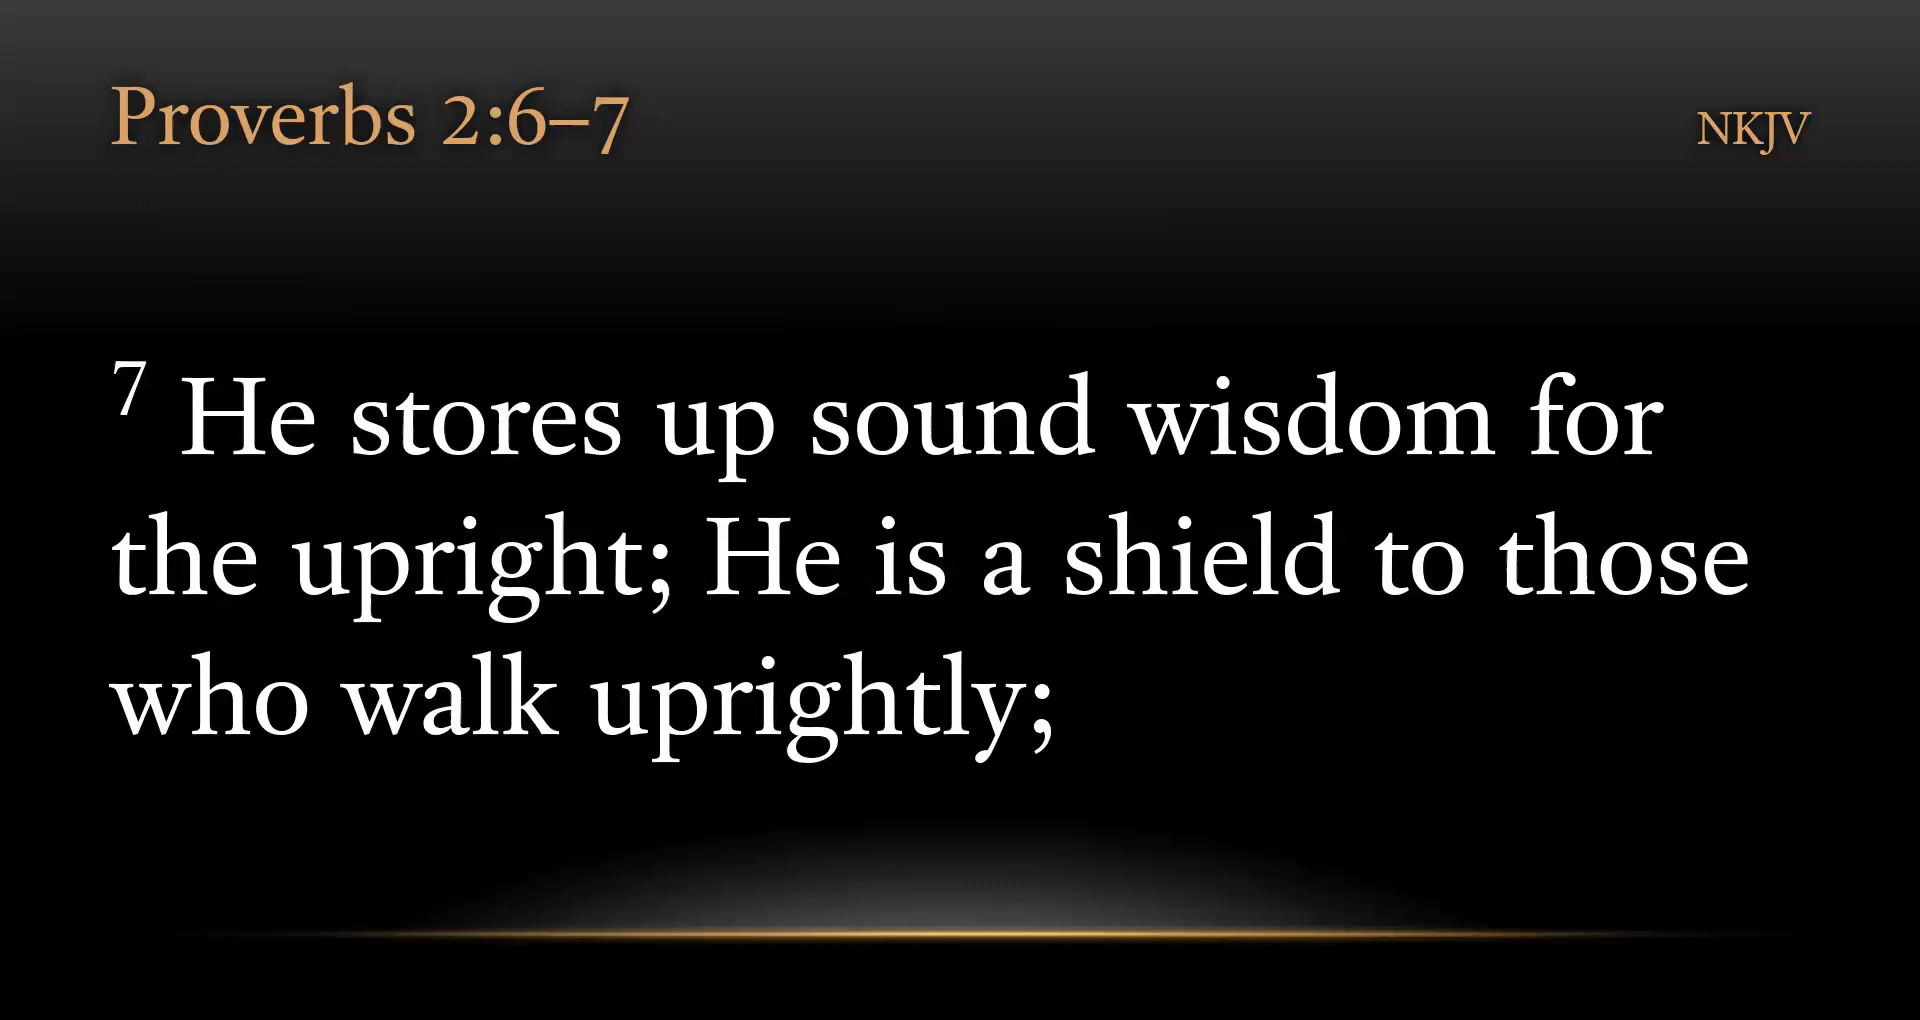 Proverbs 2:6–7
NKJV
7 He stores up sound wisdom for
the upright; He is a shield to those
who walk uprightly;